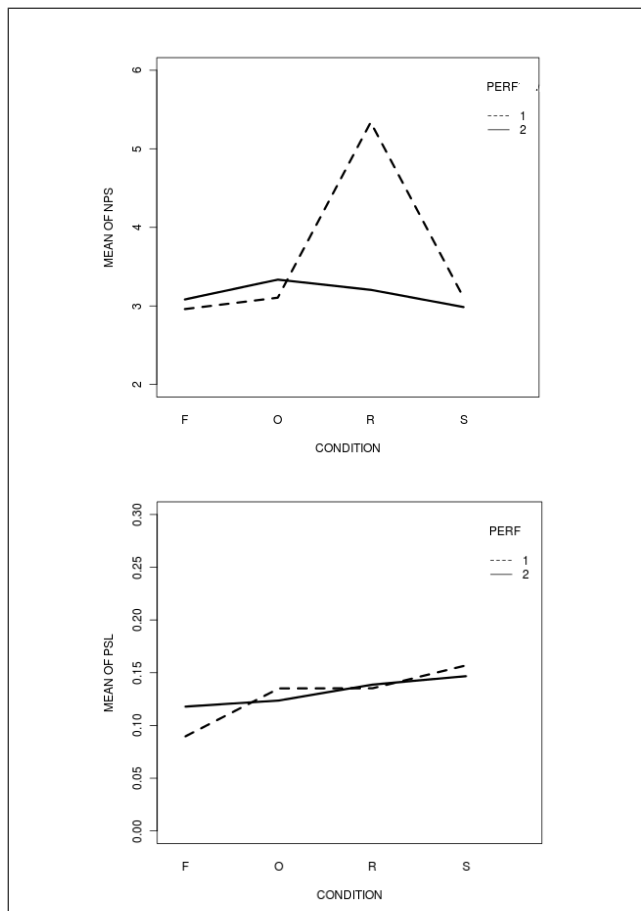 PERF .
1
2
6
5
4
3
2
MEAN OF NPS
F O R S
CONDITION
PERF
1
2
0.30
0.25
0.20
0.15
0.10
0.05
0.00
MEAN OF PSL
F O R S
CONDITION